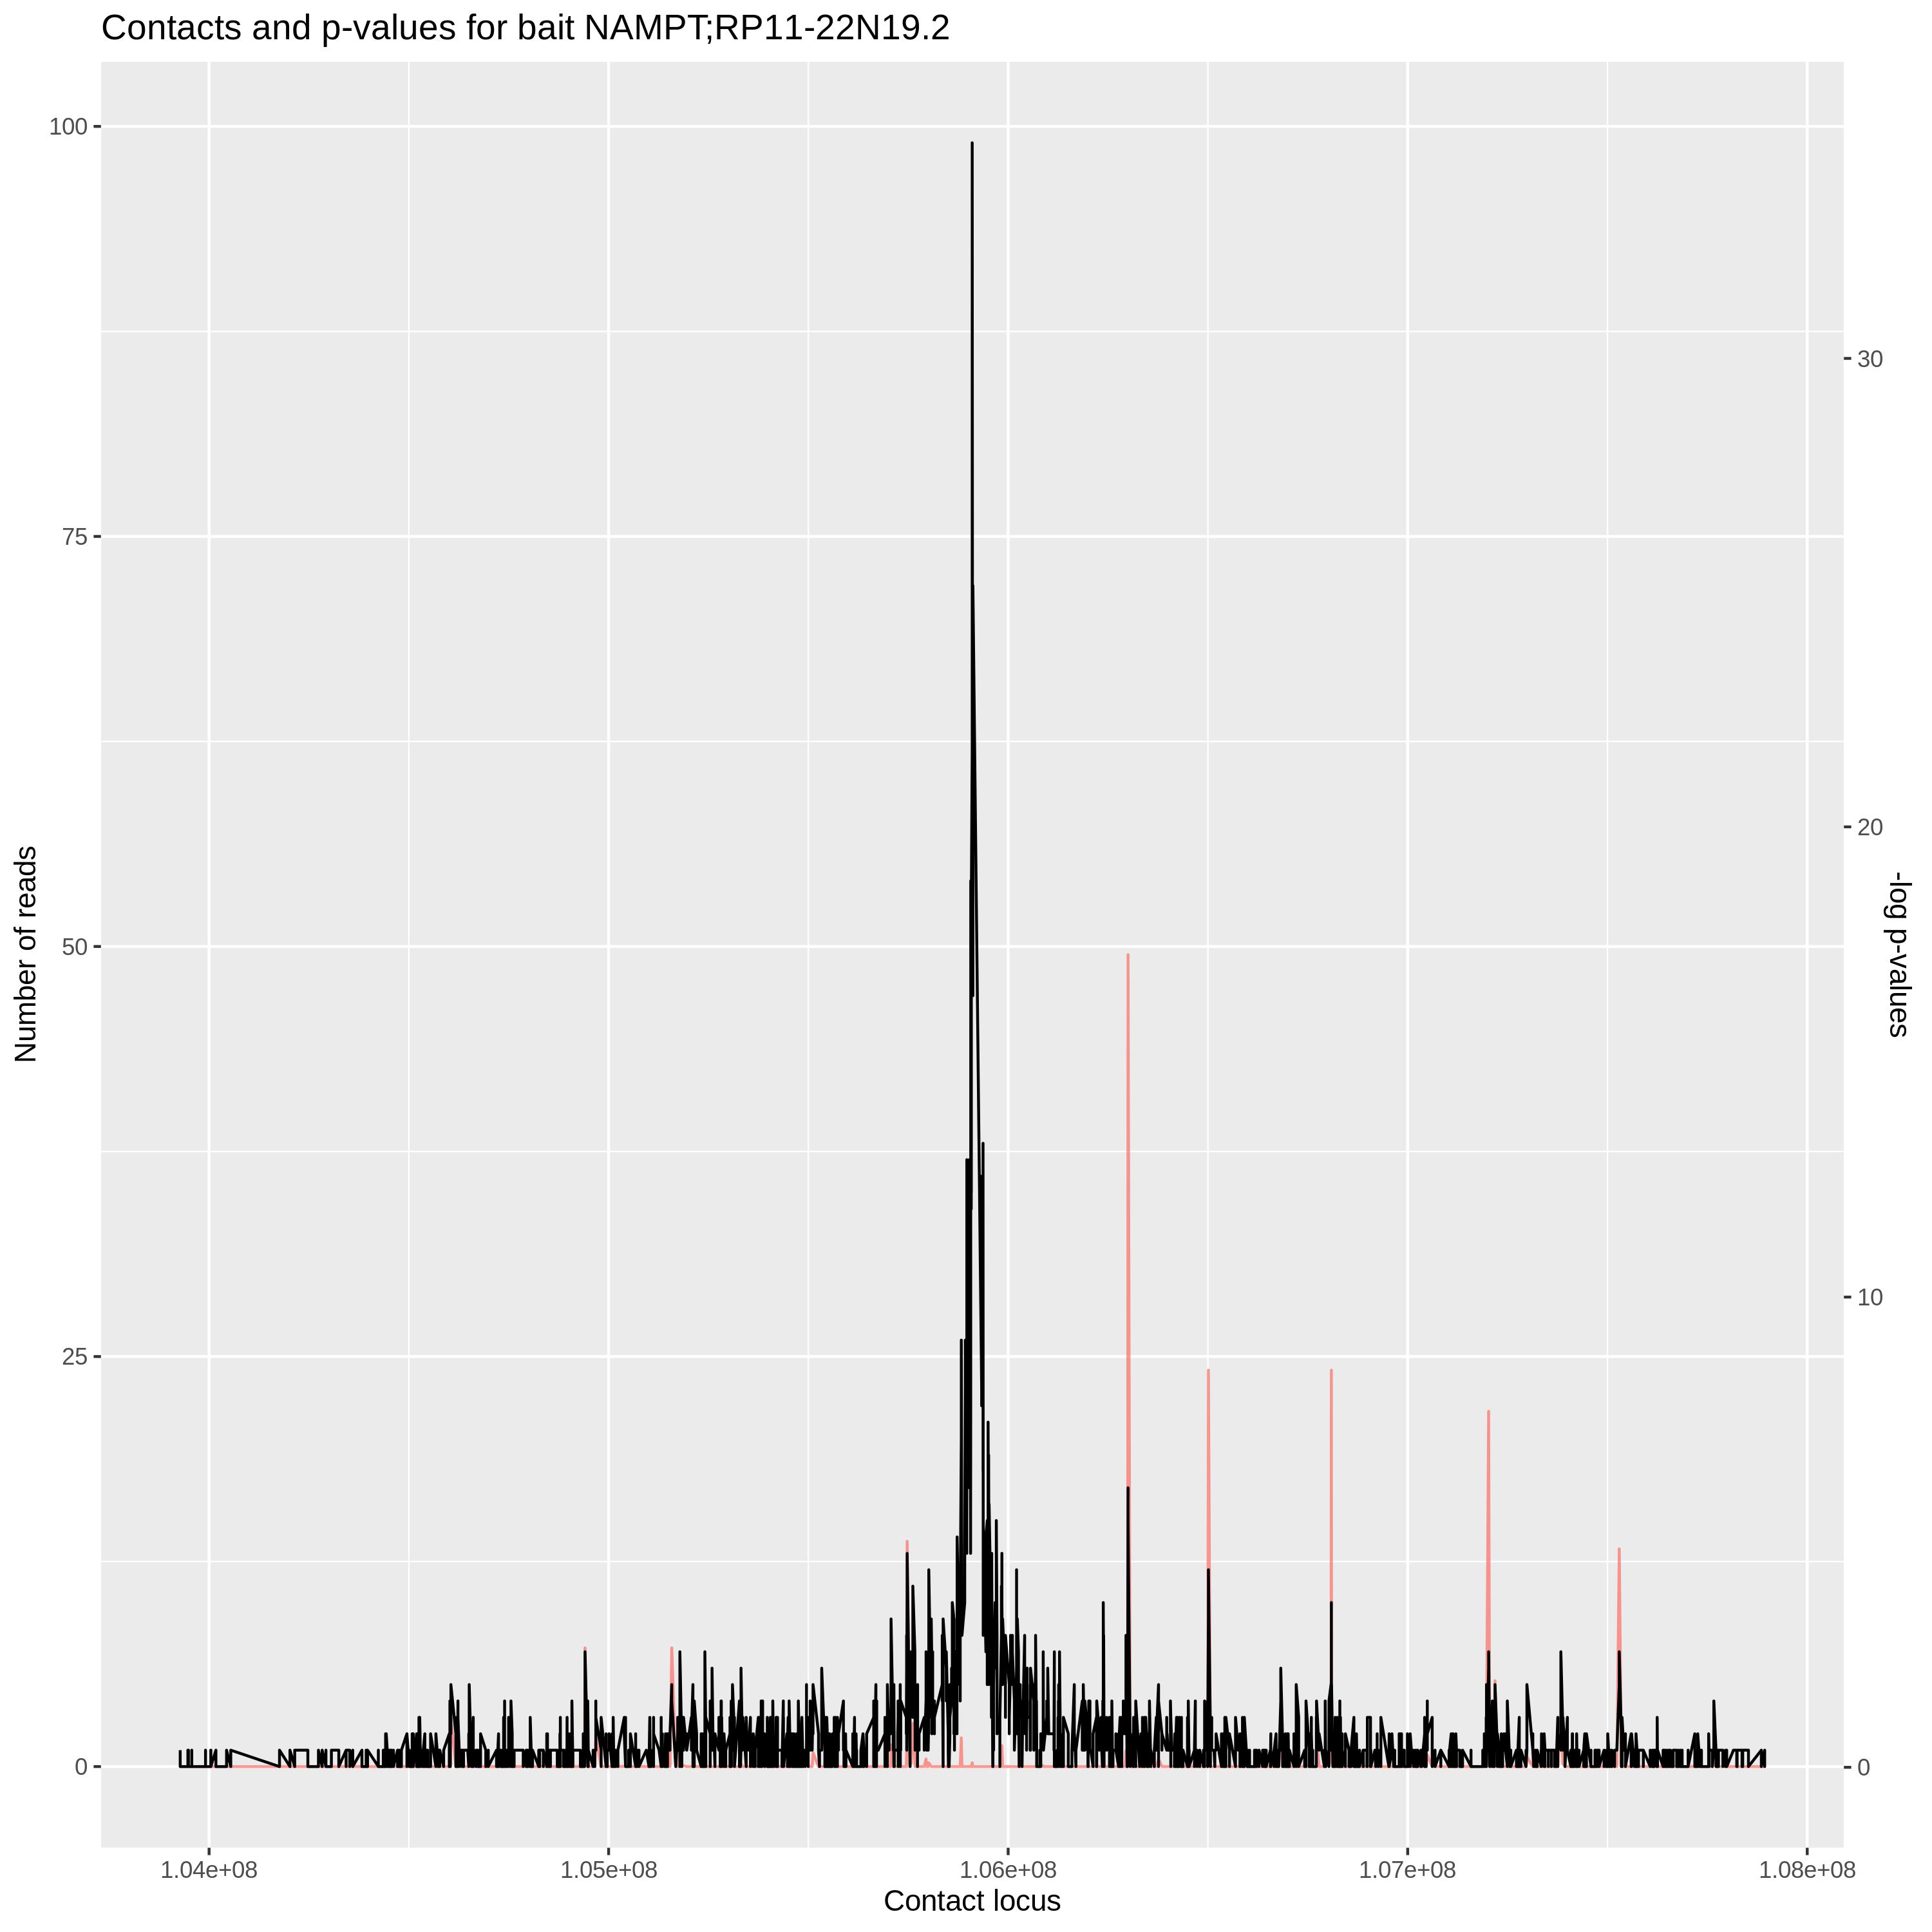 Contacts and p-values for bait NAMPT;RP11-22N19.2
100
75
50
25
0
Number of reads
30
20
10
0
-log p-values
1.04e+08
1.05e+08
1.06e+08
1.07e+08
1.08e+08
Contact locus